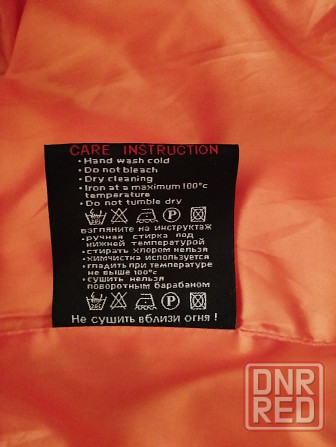 CARE INSTRUCTION
· Hand wash cold
· Do not bleach
· Dry cleaning
· Iron at a maximum 100°c
temperature
· Do not tumble dry
P
взгляните на инструктаж
· ручная стирка под
нижней температурой
· стирать хлором нельзя
· химчистка используется
· гладить при температуре
не выше 100°c
· сушить нельзя
поворотным барабаном
P
Не сушить вблизи огня !
DNR
RED